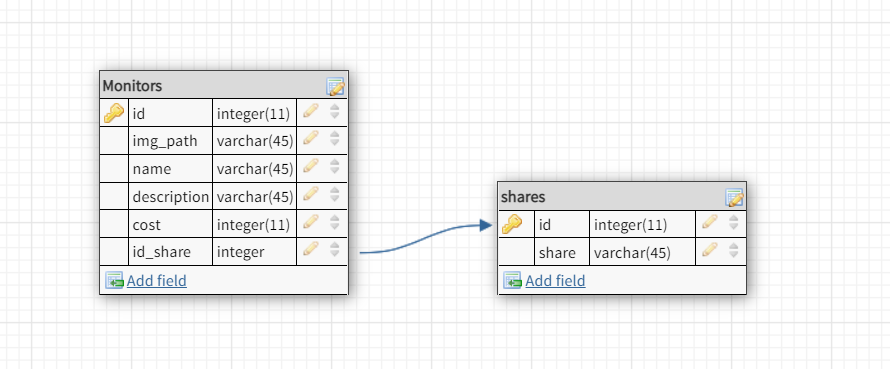 Monitors
id integer(11)
img_path varchar(45)
name varchar(45)
description varchar(45)
cost integer(11)
id_share integer
Add field
shares
id integer(11)
share varchar(45)
Add field